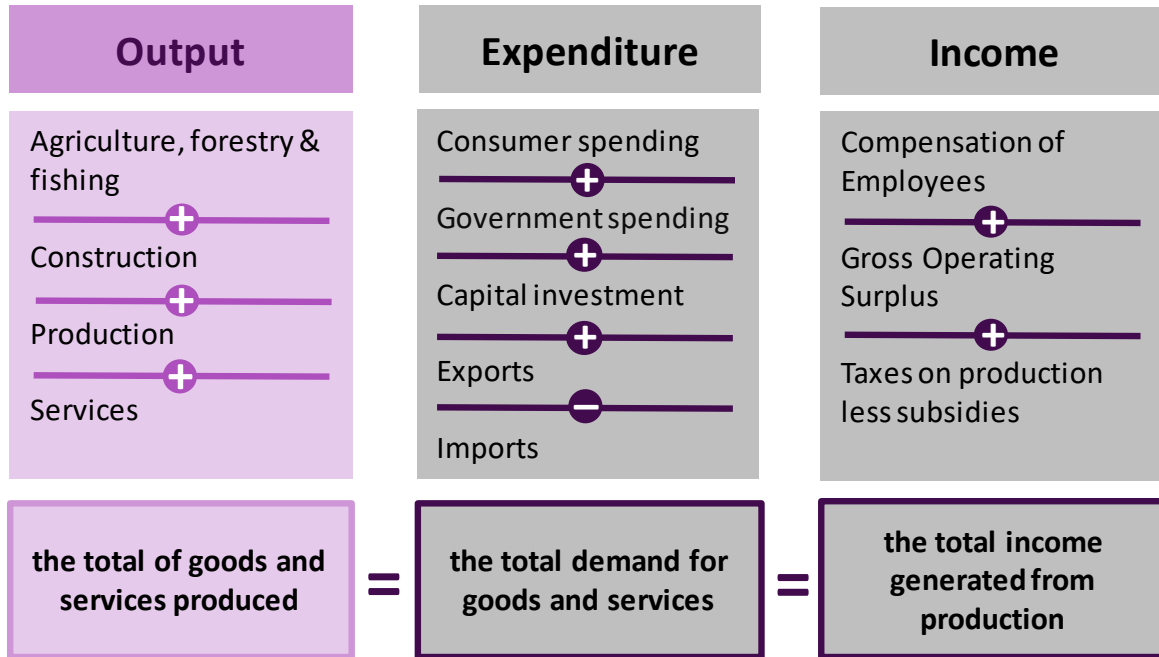 Output
Agriculture, forestry &
fishing
+
Construction
+
Production
+
Services
the total of goods and
services produced
=
Expenditure
Consumer spending
+
Government spending
+
Capital investment
+
Exports
−
Imports
the total demand for
goods and services
=
Income
Compensation of
Employees
+
Gross Operating
Surplus
+
Taxes on production
less subsidies
the total income
generated from
production